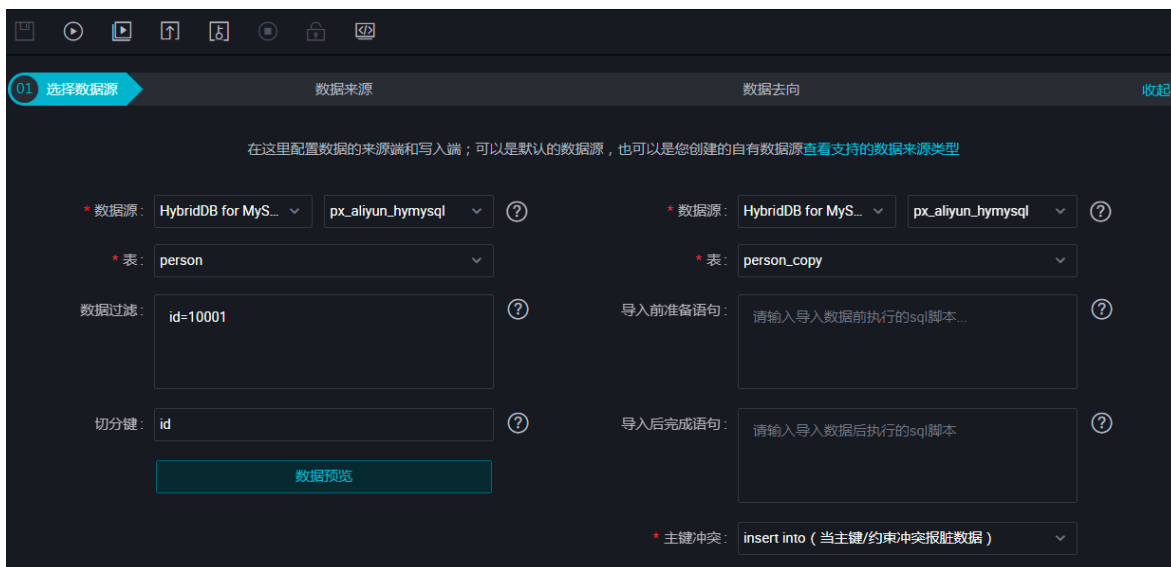 01 选择数据源 数据来源 数据去向 收起
在这里配置数据的来源端和写入端；可以是默认的数据源，也可以是您创建的自有数据源查看支持的数据来源类型
* 数据源： HybridDB for MyS... px_aliyun_hymysql ? * 数据源： HybridDB for MyS... px_aliyun_hymysql ?
* 表： person * 表： person_copy
数据过滤： id=10001 ? 导入前准备语句： 请输入导入数据前执行的sql脚本... ?
切分键： id ? 导入后完成语句： 请输入导入数据后执行的sql脚本 ?
数据预览
* 主键冲突： insert into（当主键/约束冲突报脏数据）